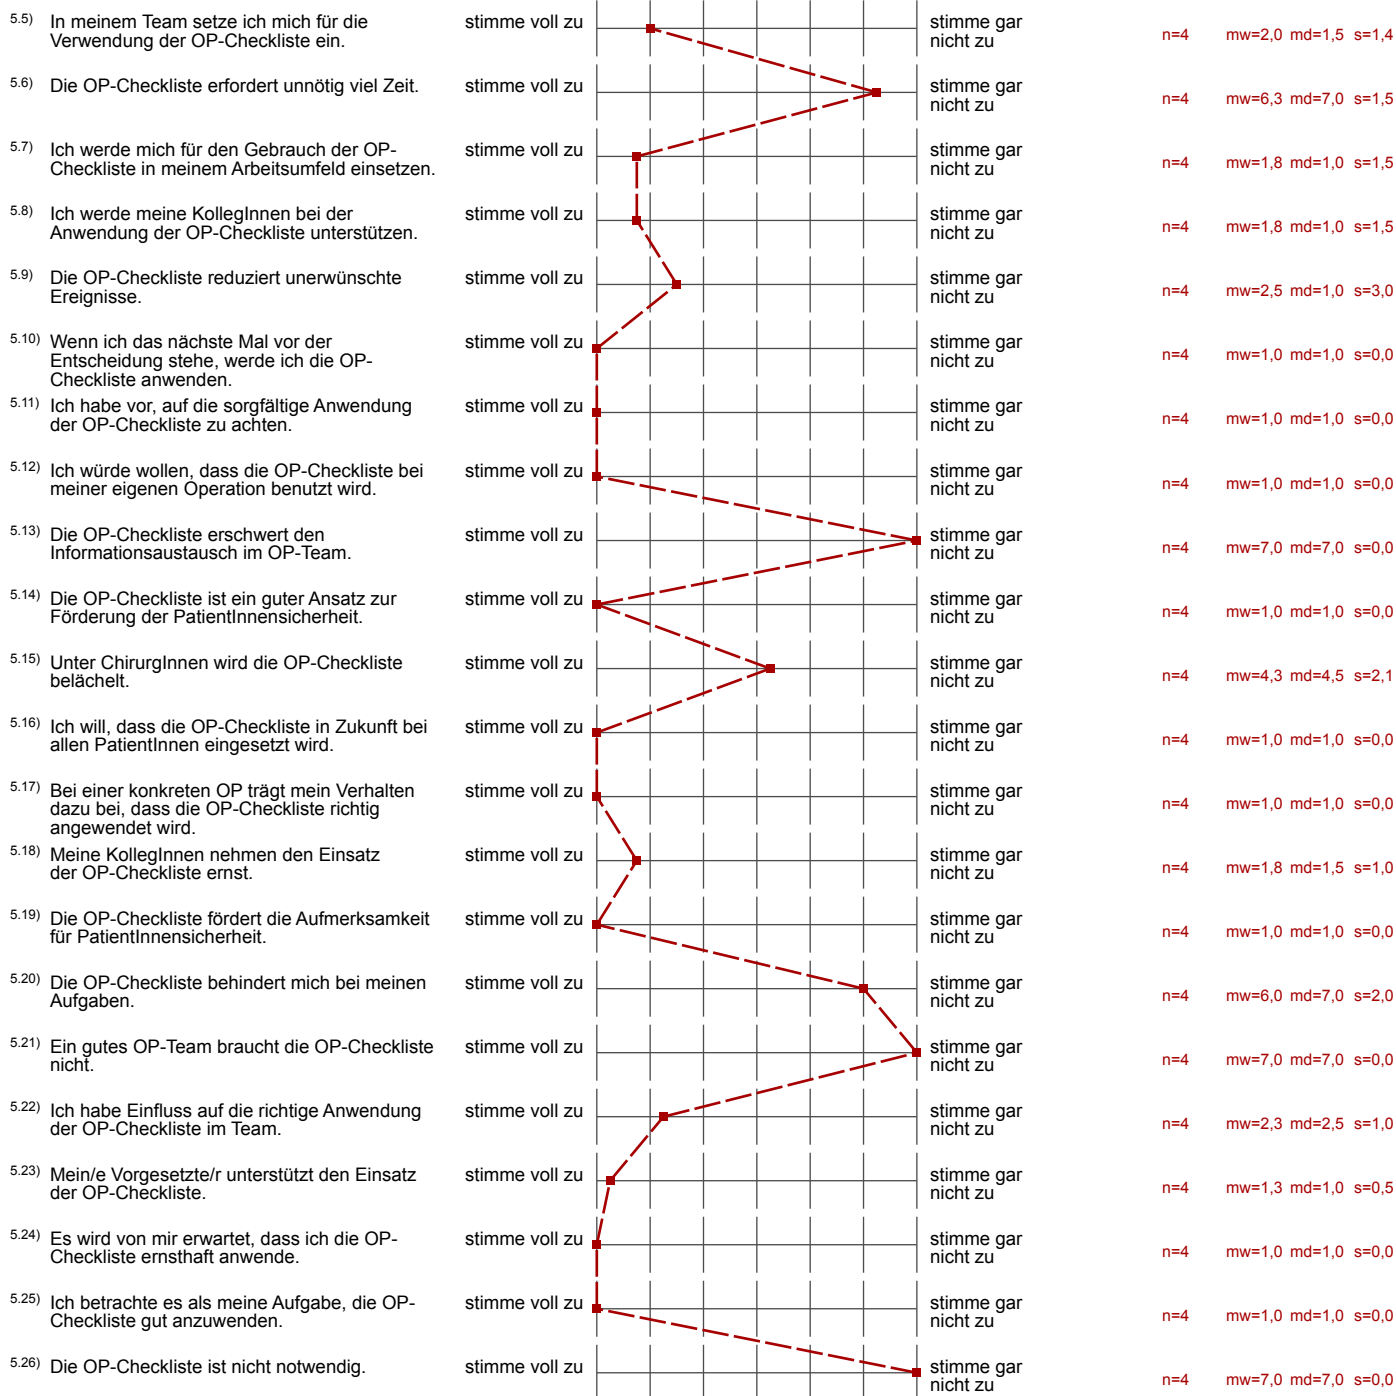 5.5) In meinem Team setze ich mich für die
Verwendung der OP-Checkliste ein.
stimme voll zu
stimme gar
nicht zu
n=4 mw=2,0 md=1,5 s=1,4
5.6) Die OP-Checkliste erfordert unnötig viel Zeit.
stimme voll zu
stimme gar
nicht zu
n=4 mw=6,3 md=7,0 s=1,5
5.7) Ich werde mich für den Gebrauch der OP-
Checkliste in meinem Arbeitsumfeld einsetzen.
stimme voll zu
stimme gar
nicht zu
n=4 mw=1,8 md=1,0 s=1,5
5.8) Ich werde meine KollegInnen bei der
Anwendung der OP-Checkliste unterstützen.
stimme voll zu
stimme gar
nicht zu
n=4 mw=1,8 md=1,0 s=1,5
5.9) Die OP-Checkliste reduziert unerwünschte
Ereignisse.
stimme voll zu
stimme gar
nicht zu
n=4 mw=2,5 md=1,0 s=3,0
5.10) Wenn ich das nächste Mal vor der
Entscheidung stehe, werde ich die OP-
Checkliste anwenden.
stimme voll zu
stimme gar
nicht zu
n=4 mw=1,0 md=1,0 s=0,0
5.11) Ich habe vor, auf die sorgfältige Anwendung
der OP-Checkliste zu achten.
stimme voll zu
stimme gar
nicht zu
n=4 mw=1,0 md=1,0 s=0,0
5.12) Ich würde wollen, dass die OP-Checkliste bei
meiner eigenen Operation benutzt wird.
stimme voll zu
stimme gar
nicht zu
n=4 mw=1,0 md=1,0 s=0,0
5.13) Die OP-Checkliste erschwert den
Informationsaustausch im OP-Team.
stimme voll zu
stimme gar
nicht zu
n=4 mw=7,0 md=7,0 s=0,0
5.14) Die OP-Checkliste ist ein guter Ansatz zur
Förderung der PatientInnensicherheit.
stimme voll zu
stimme gar
nicht zu
n=4 mw=1,0 md=1,0 s=0,0
5.15) Unter ChirurgInnen wird die OP-Checkliste
belächelt.
stimme voll zu
stimme gar
nicht zu
n=4 mw=4,3 md=4,5 s=2,1
5.16) Ich will, dass die OP-Checkliste in Zukunft bei
allen PatientInnen eingesetzt wird.
stimme voll zu
stimme gar
nicht zu
n=4 mw=1,0 md=1,0 s=0,0
5.17) Bei einer konkreten OP trägt mein Verhalten
dazu bei, dass die OP-Checkliste richtig
angewendet wird.
stimme voll zu
stimme gar
nicht zu
n=4 mw=1,0 md=1,0 s=0,0
5.18) Meine KollegInnen nehmen den Einsatz
der OP-Checkliste ernst.
stimme voll zu
stimme gar
nicht zu
n=4 mw=1,8 md=1,5 s=1,0
5.19) Die OP-Checkliste fördert die Aufmerksamkeit
für PatientInnensicherheit.
stimme voll zu
stimme gar
nicht zu
n=4 mw=1,0 md=1,0 s=0,0
5.20) Die OP-Checkliste behindert mich bei meinen
Aufgaben.
stimme voll zu
stimme gar
nicht zu
n=4 mw=6,0 md=7,0 s=2,0
5.21) Ein gutes OP-Team braucht die OP-Checkliste
nicht.
stimme voll zu
stimme gar
nicht zu
n=4 mw=7,0 md=7,0 s=0,0
5.22) Ich habe Einfluss auf die richtige Anwendung
der OP-Checkliste im Team.
stimme voll zu
stimme gar
nicht zu
n=4 mw=2,3 md=2,5 s=1,0
5.23) Mein/e Vorgesetzte/r unterstützt den Einsatz
der OP-Checkliste.
stimme voll zu
stimme gar
nicht zu
n=4 mw=1,3 md=1,0 s=0,5
5.24) Es wird von mir erwartet, dass ich die OP-
Checkliste ernsthaft anwende.
stimme voll zu
stimme gar
nicht zu
n=4 mw=1,0 md=1,0 s=0,0
5.25) Ich betrachte es als meine Aufgabe, die OP-
Checkliste gut anzuwenden.
stimme voll zu
stimme gar
nicht zu
n=4 mw=1,0 md=1,0 s=0,0
5.26) Die OP-Checkliste ist nicht notwendig.
stimme voll zu
stimme gar
nicht zu
n=4 mw=7,0 md=7,0 s=0,0